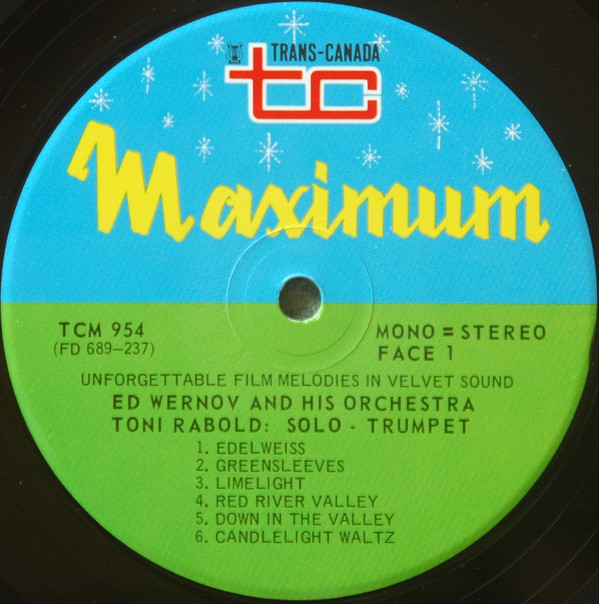 TRANS-CANADA
tc
Maximum
TCM 954
(FD 689-237)
MONO = STEREO
FACE 1
UNFORGETTABLE FILM MELODIES IN VELVET SOUND
ED WERNOV AND HIS ORCHESTRA
TONI RABOLD: SOLO - TRUMPET
1. EDELWEISS
2. GREENSLEEVES
3. LIMELIGHT
4. RED RIVER VALLEY
5. DOWN IN THE VALLEY
6. CANDLELIGHT WALTZ